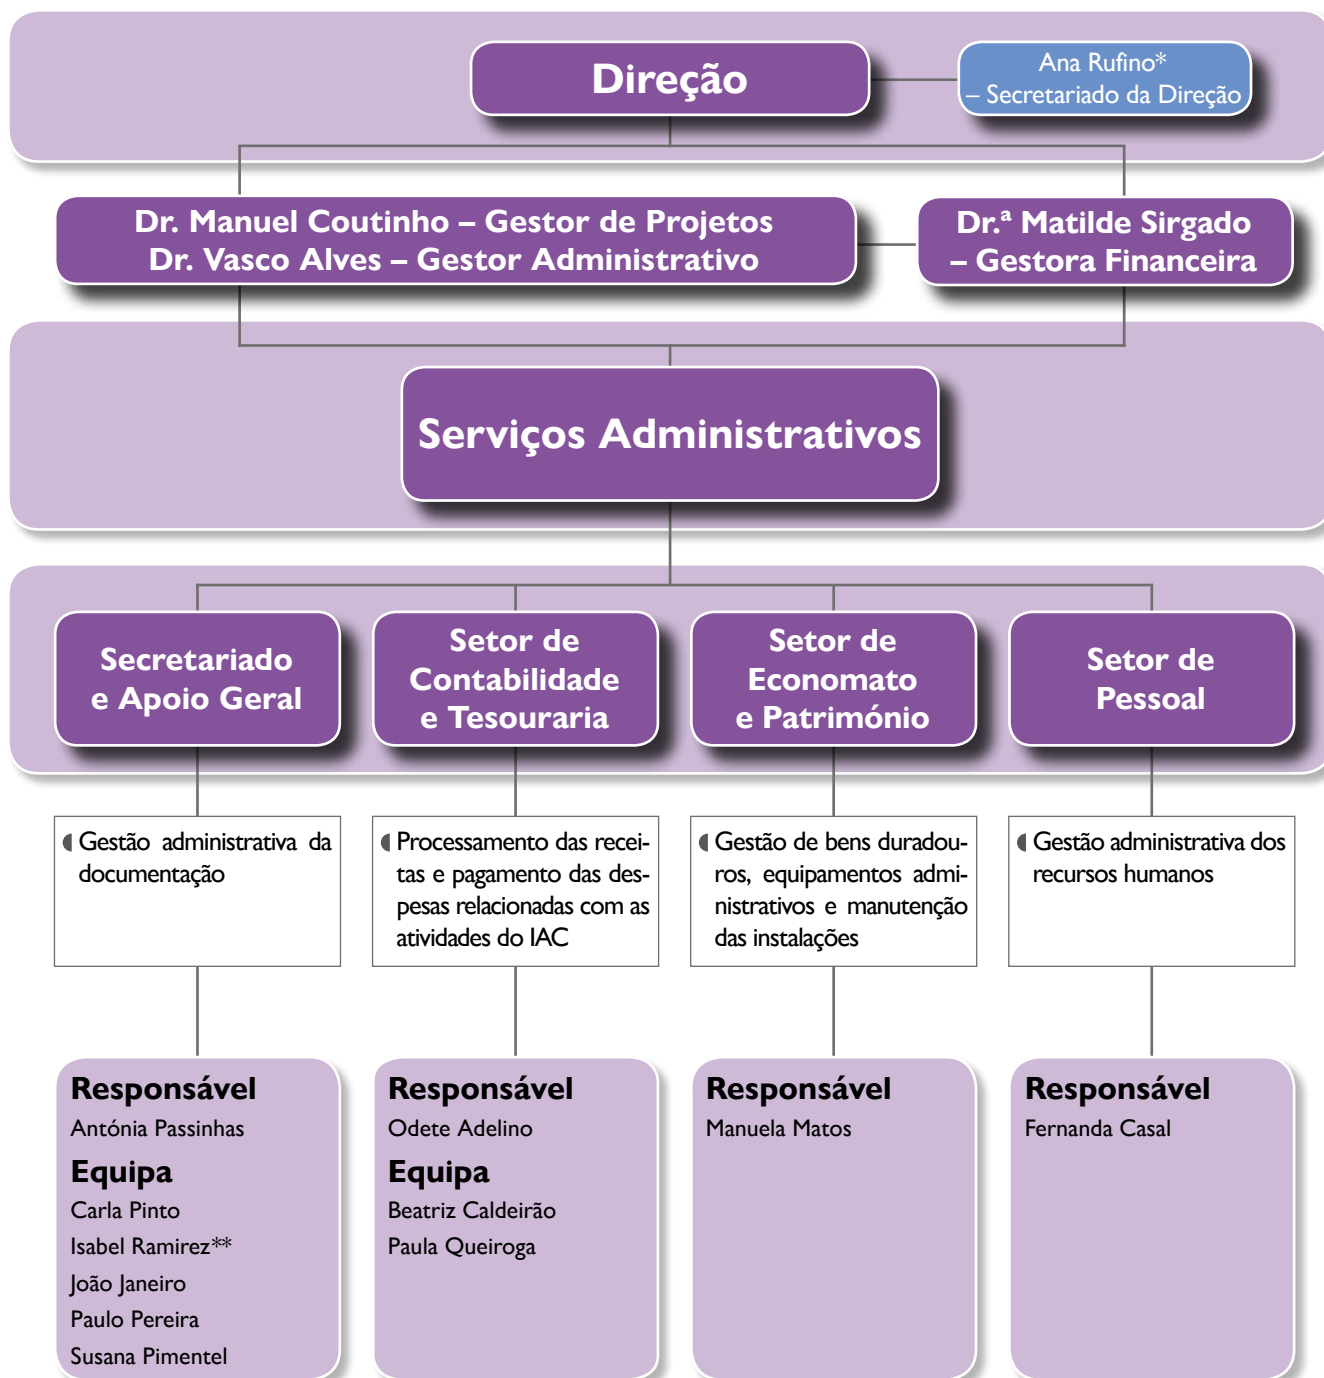 Direção
Ana Rufino*
– Secretariado da Direção
Dr. Manuel Coutinho – Gestor de Projetos
Dr. Vasco Alves – Gestor Administrativo
Dr.ª Matilde Sirgado
– Gestora Financeira
Serviços Administrativos
Secretariado
e Apoio Geral
Setor de
Contabilidade
e Tesouraria
Setor de
Economato
e Património
Setor de
Pessoal
Gestão administrativa da
documentação
Processamento das recei-
tas e pagamento das des-
pesas relacionadas com as
atividades do IAC
Gestão de bens duradou-
ros, equipamentos admi-
nistrativos e manutenção
das instalações
Gestão administrativa dos
recursos humanos
Responsável
Antónia Passinhas
Equipa
Carla Pinto
Isabel Ramirez**
João Janeiro
Paulo Pereira
Susana Pimentel
Responsável
Odete Adelino
Equipa
Beatriz Caldeirão
Paula Queiroga
Responsável
Manuela Matos
Responsável
Fernanda Casal